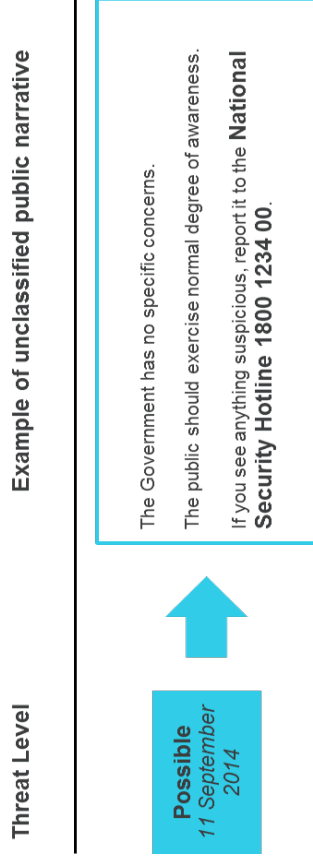 Threat Level
Example of unclassified public narrative
Possible
11 September
2014
The Government has no specific concerns.
The public should exercise normal degree of awareness.
If you see anything suspicious, report it to the National
Security Hotline 1800 1234 00.